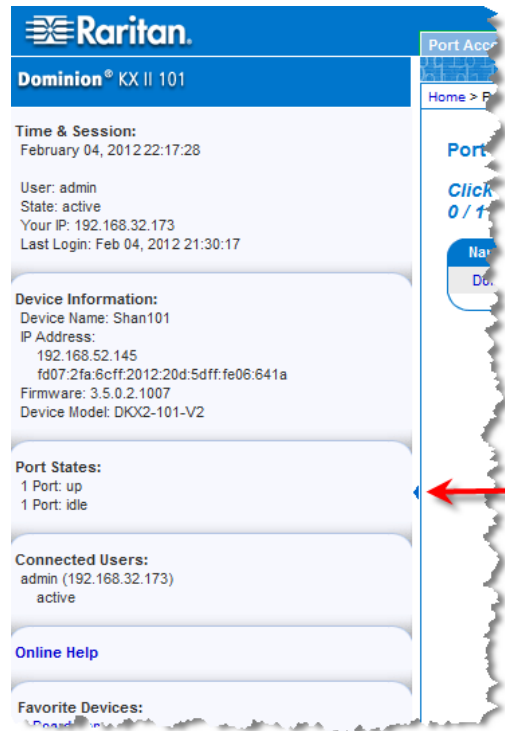 Raritan.
Dominion® KX II 101
Time & Session:
February 04, 2012 22:17:28
User: admin
State: active
Your IP: 192.168.32.173
Last Login: Feb 04, 2012 21:30:17
Device Information:
Device Name: Shan101
IP Address:
192.168.52.145
fd07:2fa:6cff:2012:20d:5dff:fe06:641a
Firmware: 3.5.0.2.1007
Device Model: DKX2-101-V2
Port States:
1 Port: up
1 Port: idle
Connected Users:
admin (192.168.32.173)
active
Online Help
Favorite Devices:
Port Acce
Home >
Port
Click
0 / 1